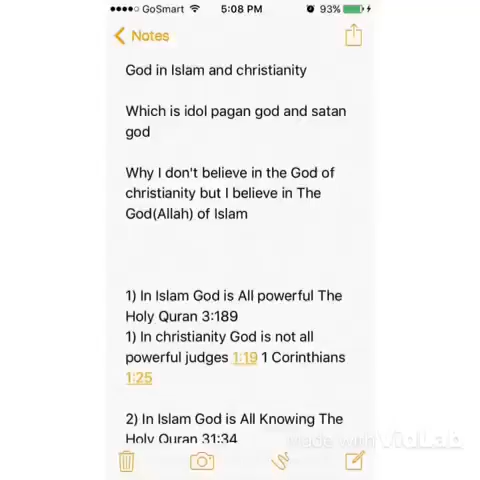 GoSmart 5:08 PM 93%
Notes
God in Islam and christianity
Which is idol pagan god and satan
god
Why I don't believe in the God of
christianity but I believe in The
God(Allah) of Islam
1) In Islam God is All powerful The
Holy Quran 3:189
1) In christianity God is not all
powerful judges 1:19 1 Corinthians
1:25
2) In Islam God is All Knowing The
Holy Quran 31:34
Made with VidLab